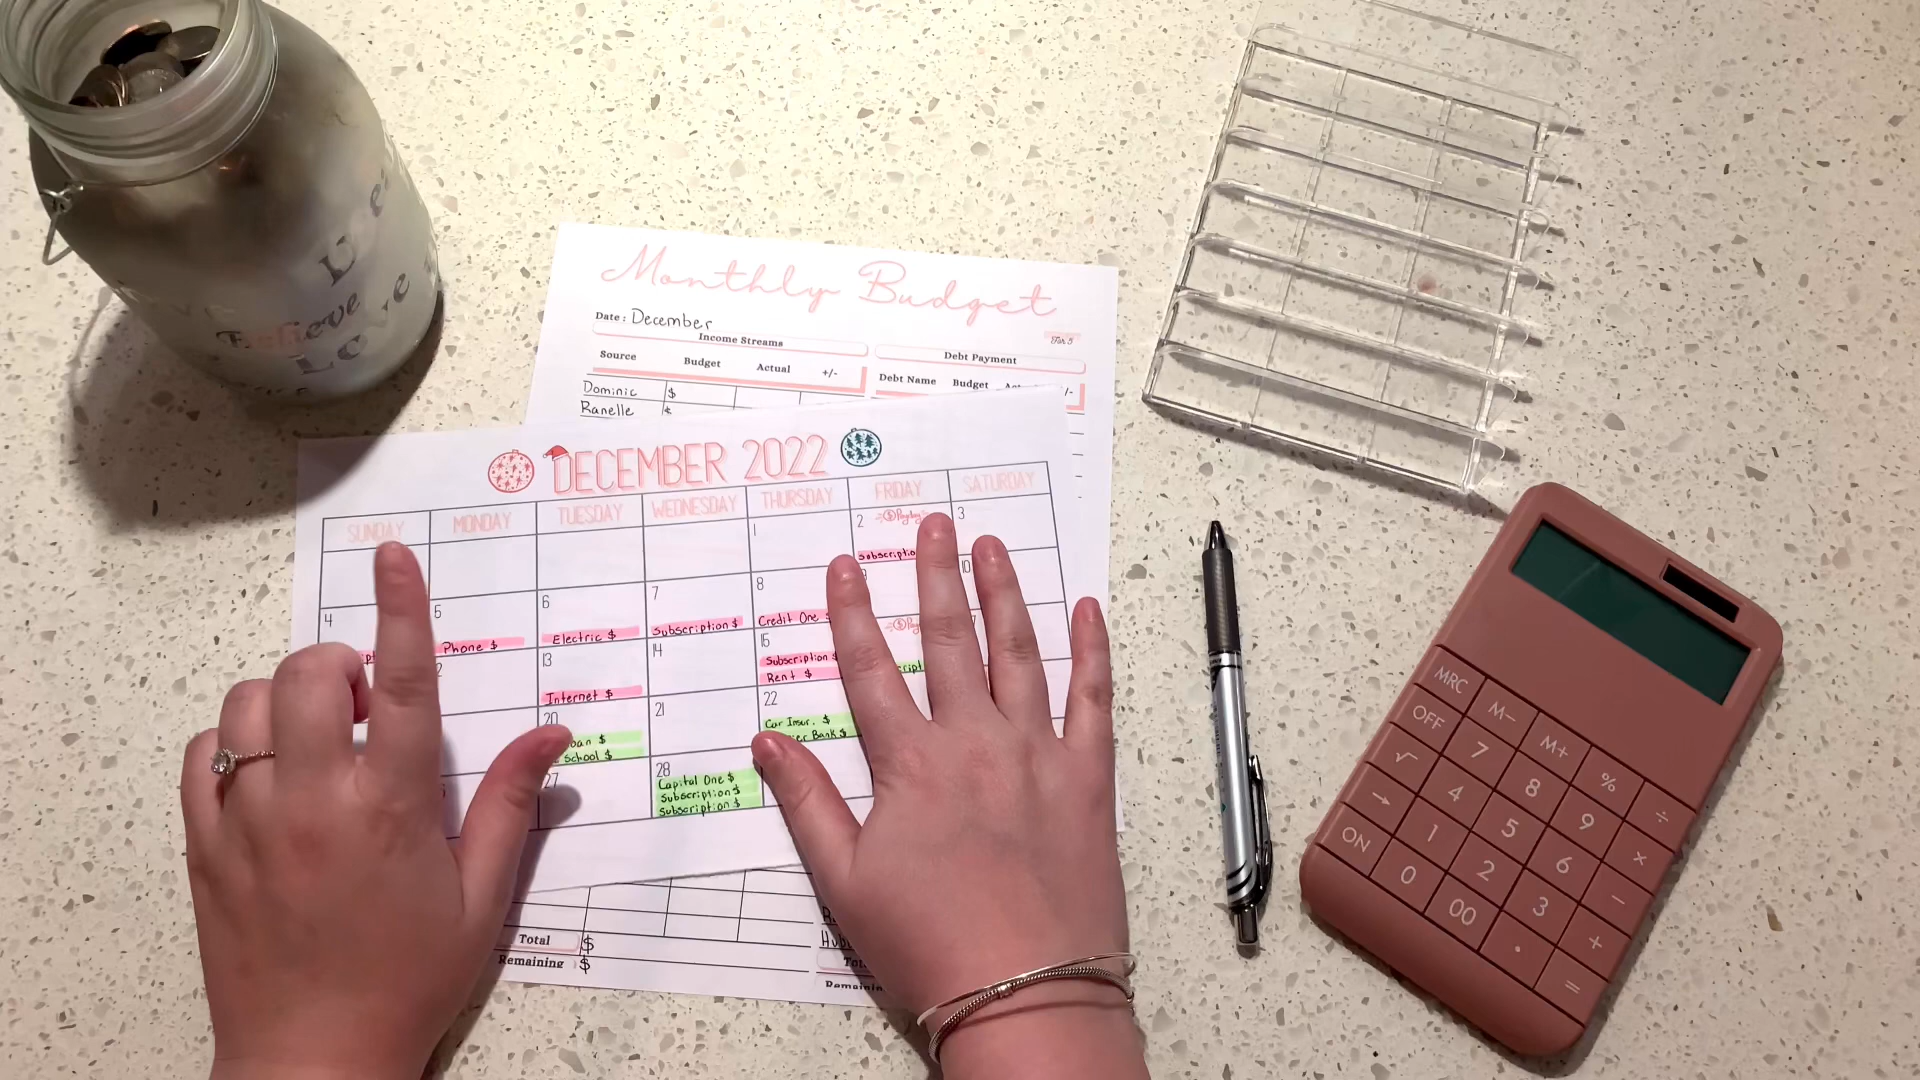 Believe
Love
Monthly Budget
Date: December
Income Streams
Source Budget Actual +/-
Debt Payment
Debt Name Budget
Dominic $
Ranelle
DECEMBER 2022
SUNDAY MONDAY TUESDAY WEDNESDAY THURSDAY FRIDAY SATURDAY
1 2 3
4 5 6 7 8 10
Phone $ Electric $ Subscription $ Credit One
13 14 15
Internet $
Subscription
Rent $
20 21 22
School $
Car Insur. $
Bank $
27 28
Capital One $
Subscription $
Subscription $
Total $
Remaining $
MRC M- M+ % ÷
OFF 7 8 9 ×
√ 4 5 6 -
→ 1 2 3 +
ON 0 00 . =